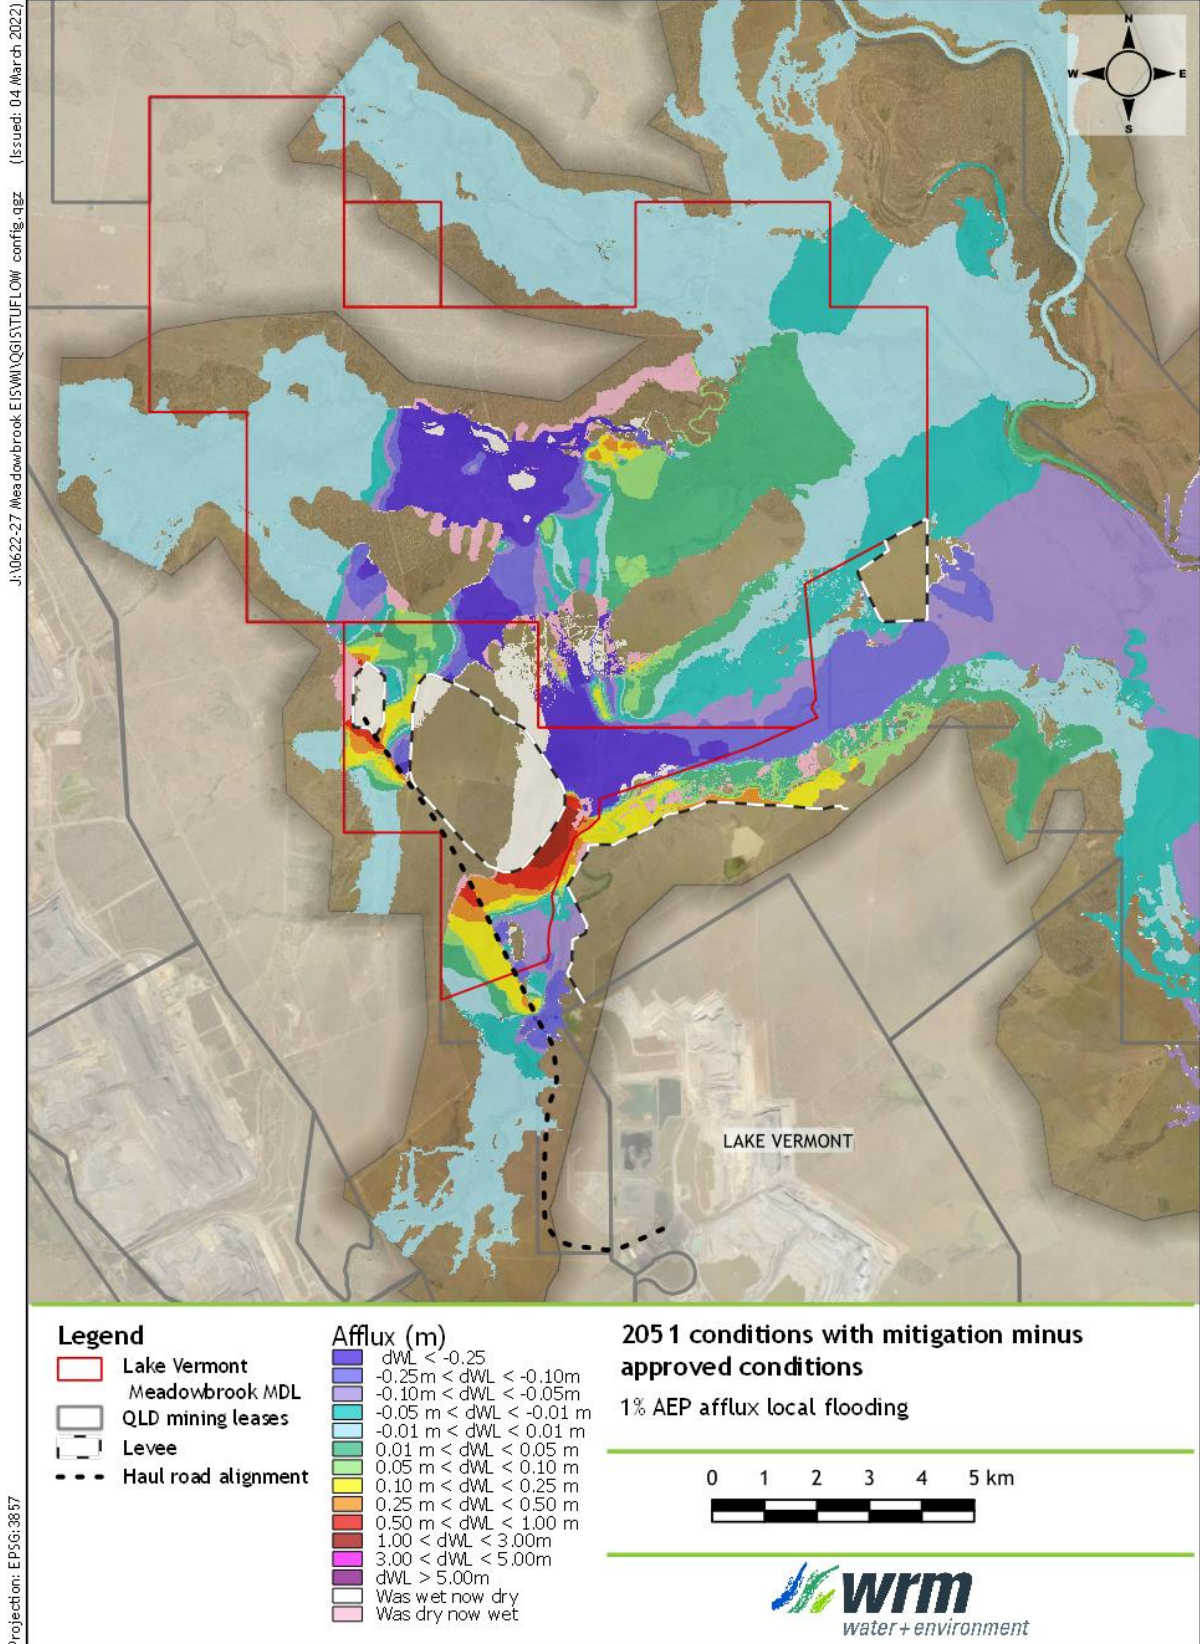 J:\0622-27 Meadowbrook EIS\WI\QGIS\TUFLOW config.qgz (Issued: 04 March 2022)
Projection: EPSG:3857
N
W E
S
LAKE VERMONT
Legend
Lake Vermont
Meadowbrook MDL
QLD mining leases
Levee
Haul road alignment
Afflux (m)
dWL < -0.25
-0.25m < dWL < -0.10m
-0.10m < dWL < -0.05m
-0.05 m < dWL < -0.01 m
-0.01 m < dWL < 0.01 m
0.01 m < dWL < 0.05 m
0.05 m < dWL < 0.10 m
0.10 m < dWL < 0.25 m
0.25 m < dWL < 0.50 m
0.50 m < dWL < 1.00 m
1.00 < dWL < 3.00m
3.00 < dWL < 5.00m
dWL > 5.00m
Was wet now dry
Was dry now wet
2051 conditions with mitigation minus
approved conditions
1% AEP afflux local flooding
0 1 2 3 4 5 km
wrm
water+environment